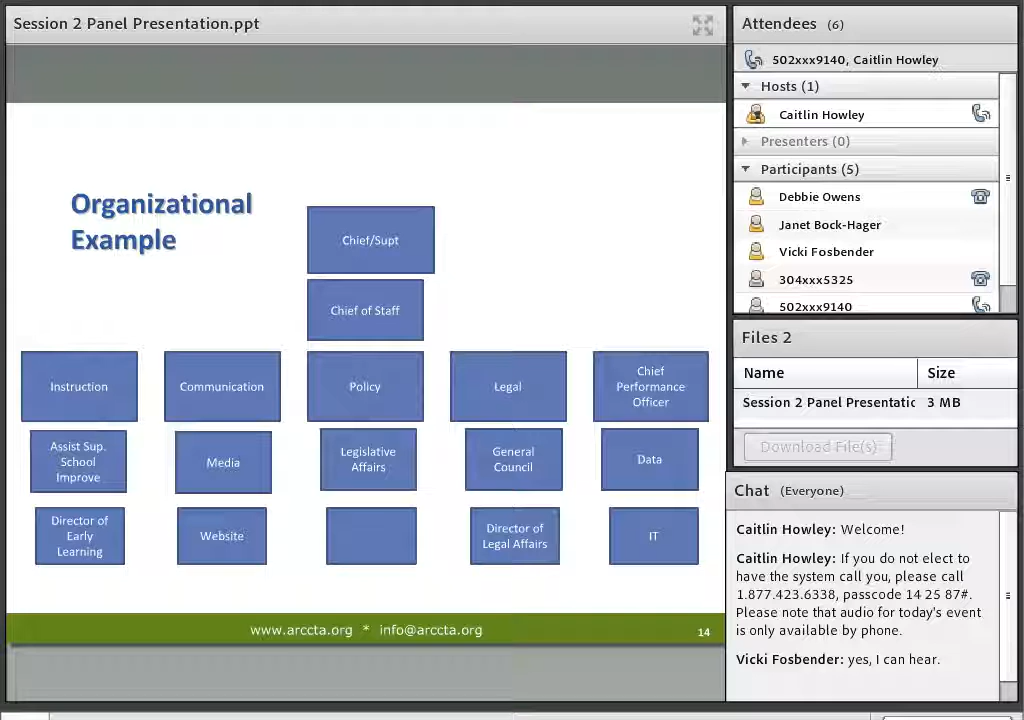 Session 2 Panel Presentation.ppt
Organizational
Example
Chief/Supt
Chief of Staff
Instruction
Communication
Policy
Legal
Chief
Performance
Officer
Assist Sup.
School
Improve
Media
Legislative
Affairs
General
Council
Data
Director of
Early
Learning
Website
Director of
Legal Affairs
IT
www.arccta.org * info@arccta.org
14
Attendees (6)
502xxx9140, Caitlin Howley
Hosts (1)
Caitlin Howley
Presenters (0)
Participants (5)
Debbie Owens
Janet Bock-Hager
Vicki Fosbender
304xxx5325
502xxx9140
Files 2
Name Size
Session 2 Panel Presentatic 3 MB
Download File(s)
Chat (Everyone)
Caitlin Howley: Welcome!
Caitlin Howley: If you do not elect to
have the system call you, please call
1.877.423.6338, passcode 14 25 87#.
Please note that audio for today's event
is only available by phone.
Vicki Fosbender: yes, I can hear.